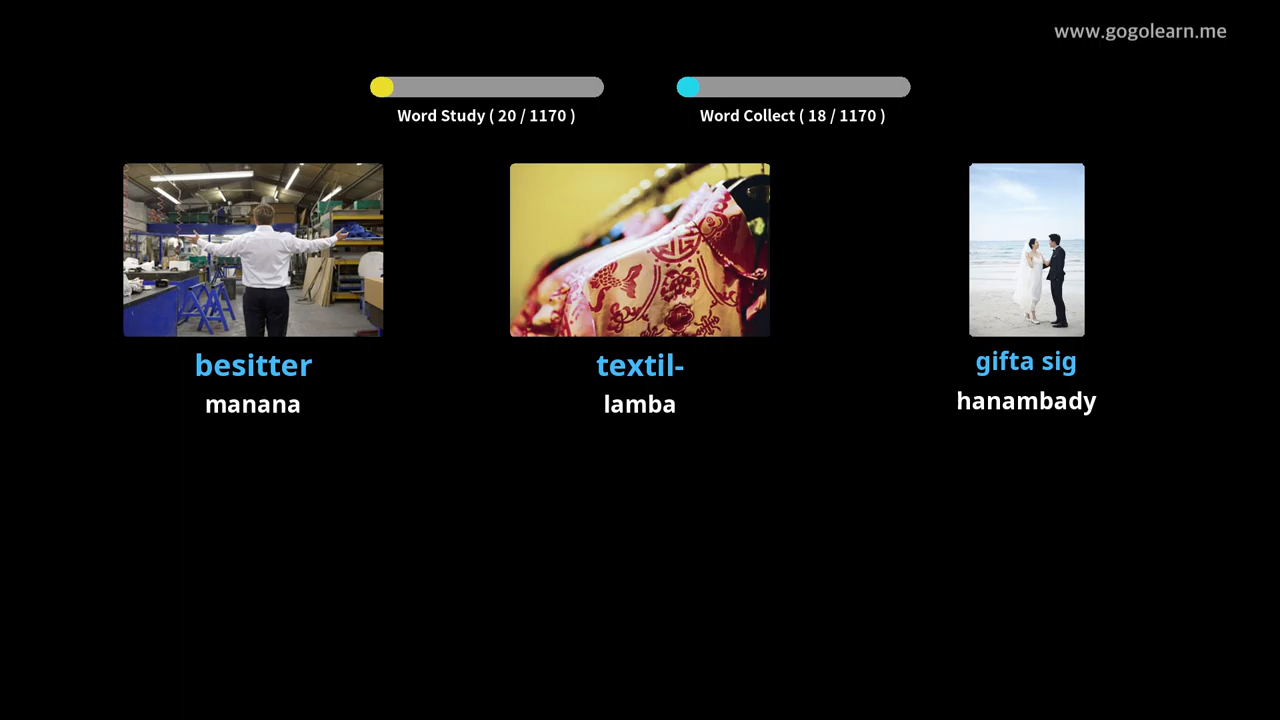 www.gogolearn.me
Word Study ( 20 / 1170 )
Word Collect ( 18 / 1170 )
besitter
manana
textil-
lamba
gifta sig
hanambady